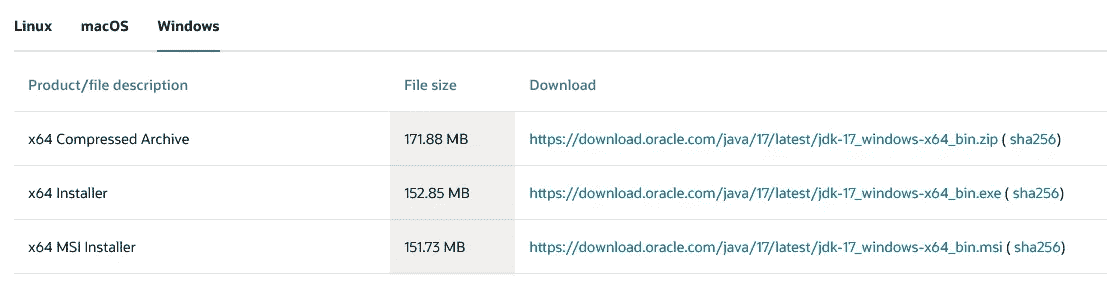 Linux macOS Windows
Product/file description File size Download
x64 Compressed Archive 171.88 MB https://download.oracle.com/java/17/latest/jdk-17_windows-x64_bin.zip ( sha256)
x64 Installer 152.85 MB https://download.oracle.com/java/17/latest/jdk-17_windows-x64_bin.exe ( sha256)
x64 MSI Installer 151.73 MB https://download.oracle.com/java/17/latest/jdk-17_windows-x64_bin.msi ( sha256)